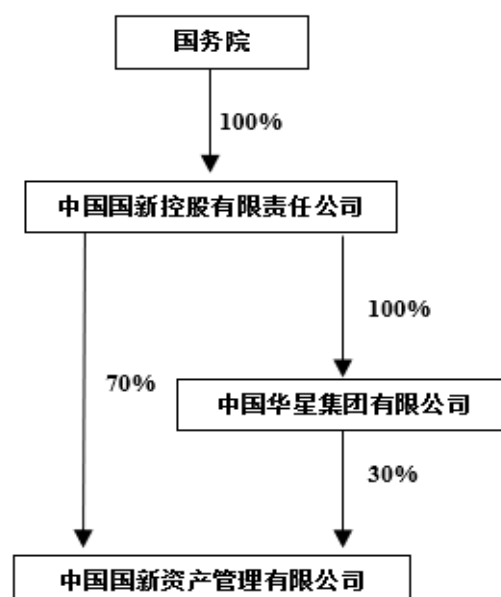 国务院
100%
中国国新控股有限责任公司
100%
70%
中国华星集团有限公司
30%
中国国新资产管理有限公司